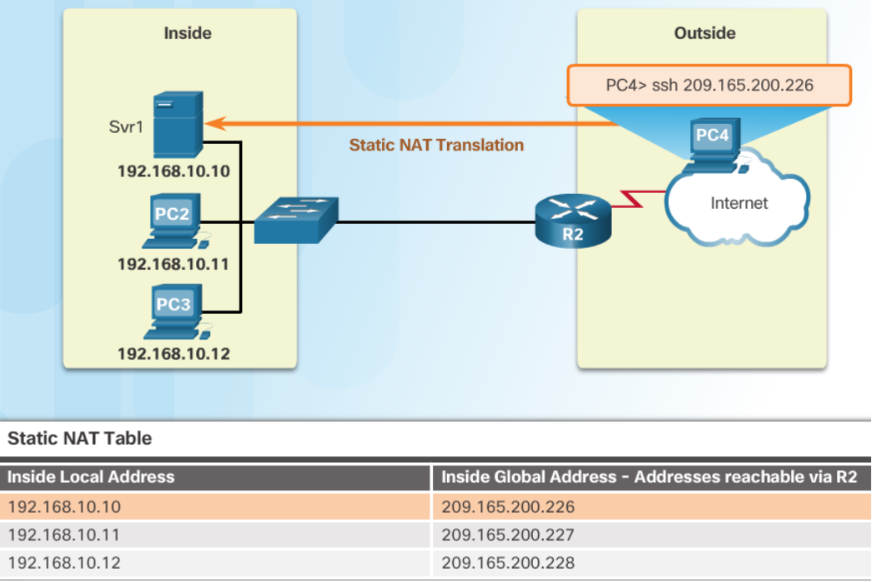 Inside
Outside
PC4> ssh 209.165.200.226
Svr1
Static NAT Translation
PC4
192.168.10.10
PC2
Internet
R2
192.168.10.11
PC3
192.168.10.12
Static NAT Table
Inside Local Address Inside Global Address - Addresses reachable via R2
192.168.10.10 209.165.200.226
192.168.10.11 209.165.200.227
192.168.10.12 209.165.200.228